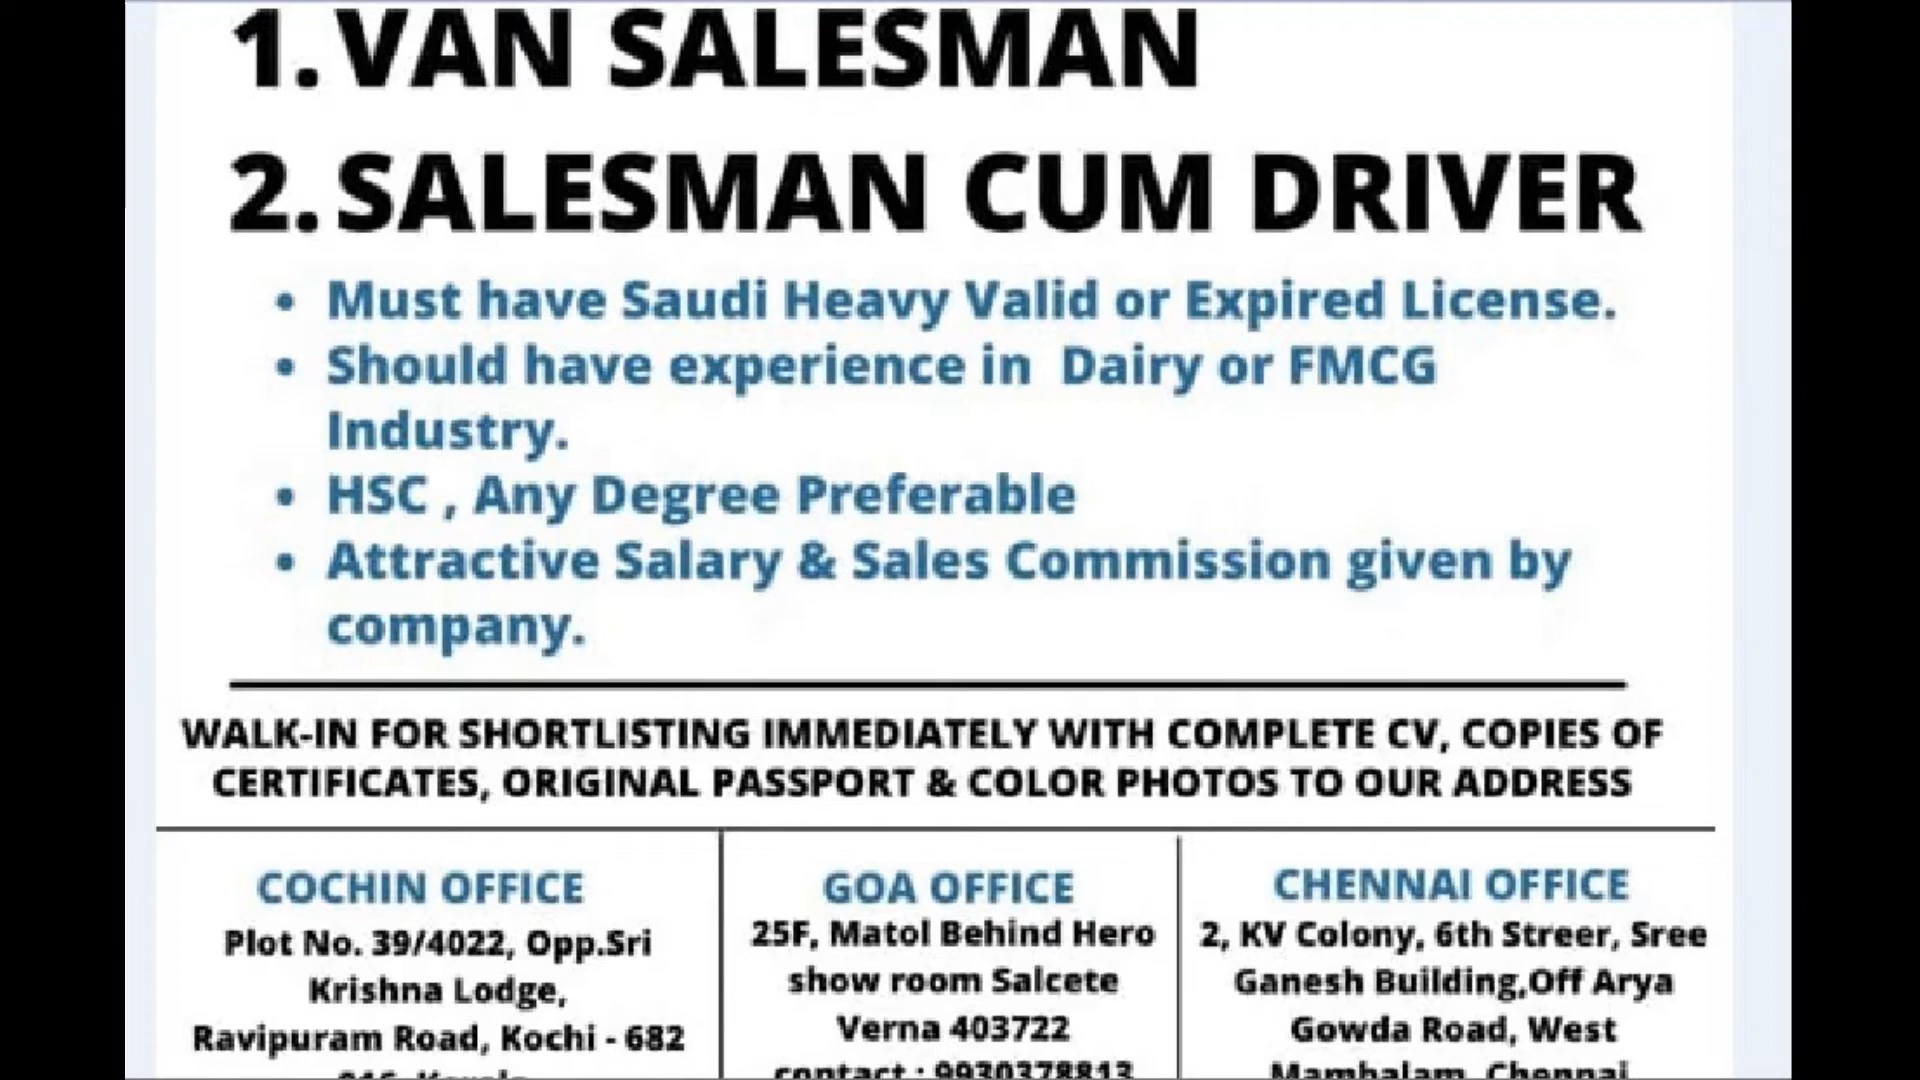 1. VAN SALESMAN
2. SALESMAN CUM DRIVER
• Must have Saudi Heavy Valid or Expired License.
• Should have experience in Dairy or FMCG
Industry.
• HSC , Any Degree Preferable
• Attractive Salary & Sales Commission given by
company.
WALK-IN FOR SHORTLISTING IMMEDIATELY WITH COMPLETE CV, COPIES OF
CERTIFICATES, ORIGINAL PASSPORT & COLOR PHOTOS TO OUR ADDRESS
COCHIN OFFICE
Plot No. 39/4022, Opp.Sri
Krishna Lodge,
Ravipuram Road, Kochi - 682
GOA OFFICE
25F, Matol Behind Hero
show room Salcete
Verna 403722
contact : 9930378813
CHENNAI OFFICE
2, KV Colony, 6th Streer, Sree
Ganesh Building,Off Arya
Gowda Road, West
Mambalam, Chennai